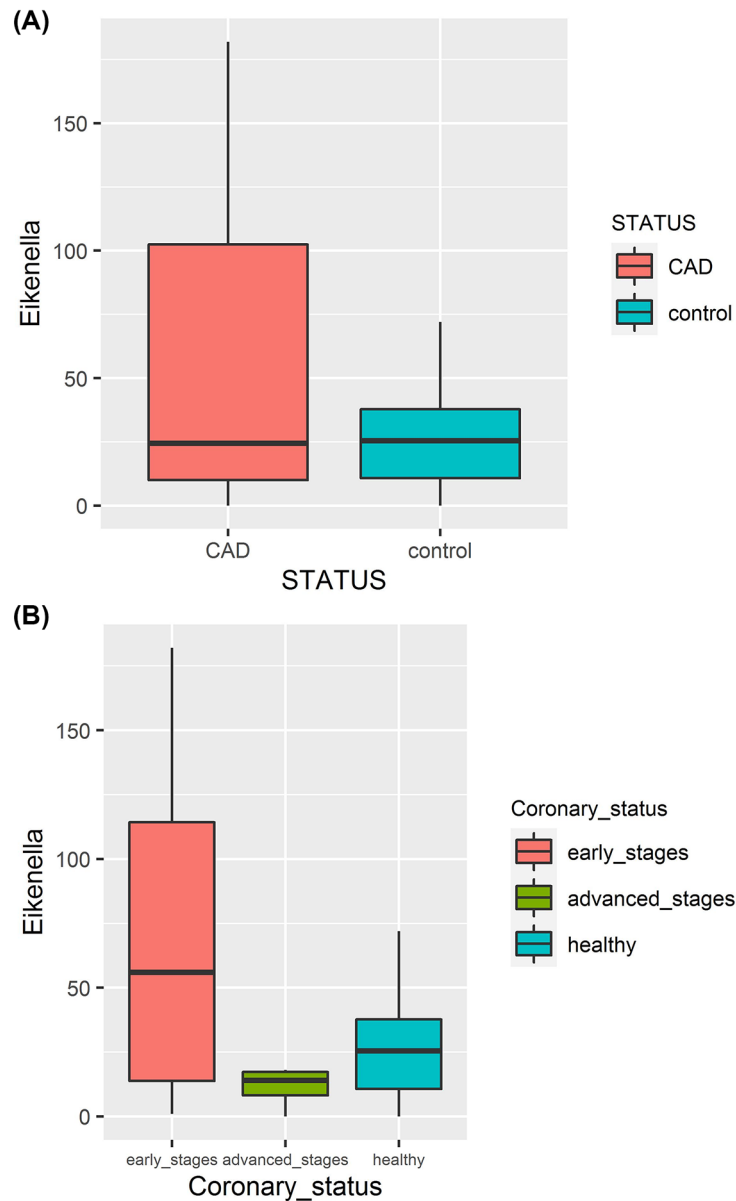 (A)
150
100
50
0
Eikenella
CAD control
STATUS
STATUS
CAD
control
(B)
150
100
50
0
Eikenella
early_stages advanced_stages healthy
Coronary_status
Coronary_status
early_stages
advanced_stages
healthy